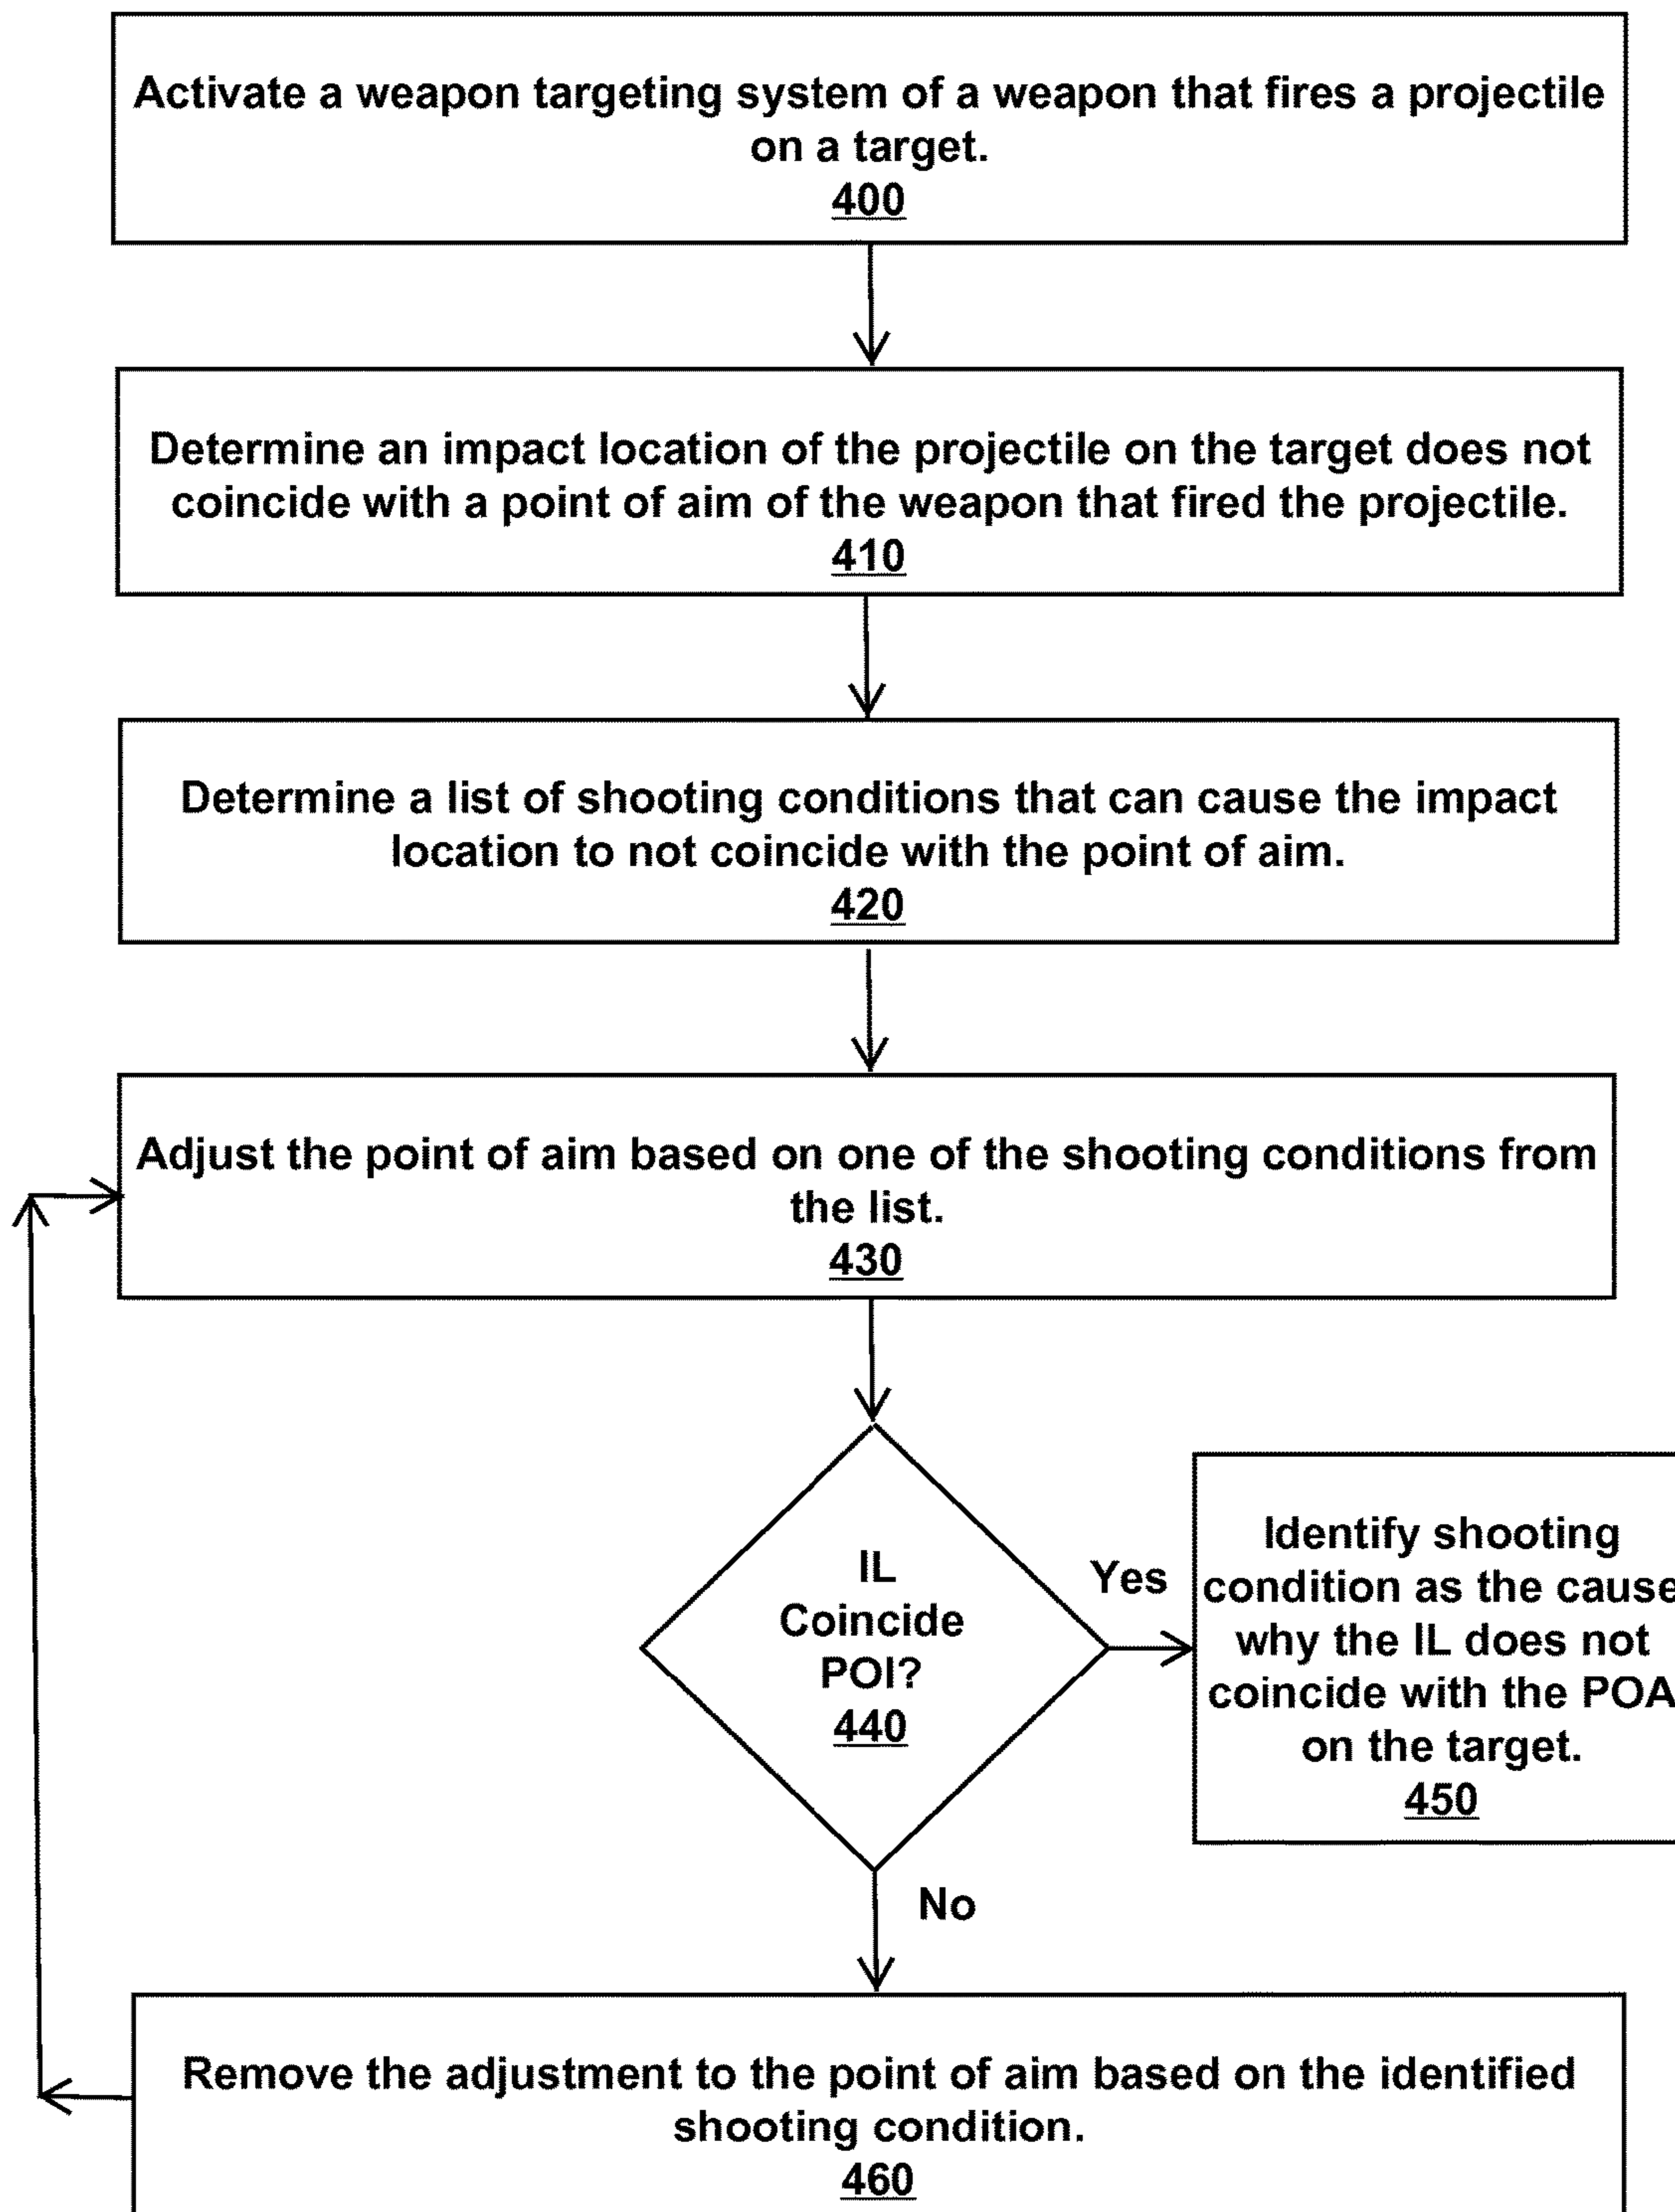 Activate a weapon targeting system of a weapon that fires a projectile
on a target.
400
Determine an impact location of the projectile on the target does not
coincide with a point of aim of the weapon that fired the projectile.
410
Determine a list of shooting conditions that can cause the impact
location to not coincide with the point of aim.
420
Adjust the point of aim based on one of the shooting conditions from
the list.
430
IL
Coincide
POI?
440
Yes
Identify shooting
condition as the cause
why the IL does not
coincide with the POA
on the target.
450
No
Remove the adjustment to the point of aim based on the identified
shooting condition.
460